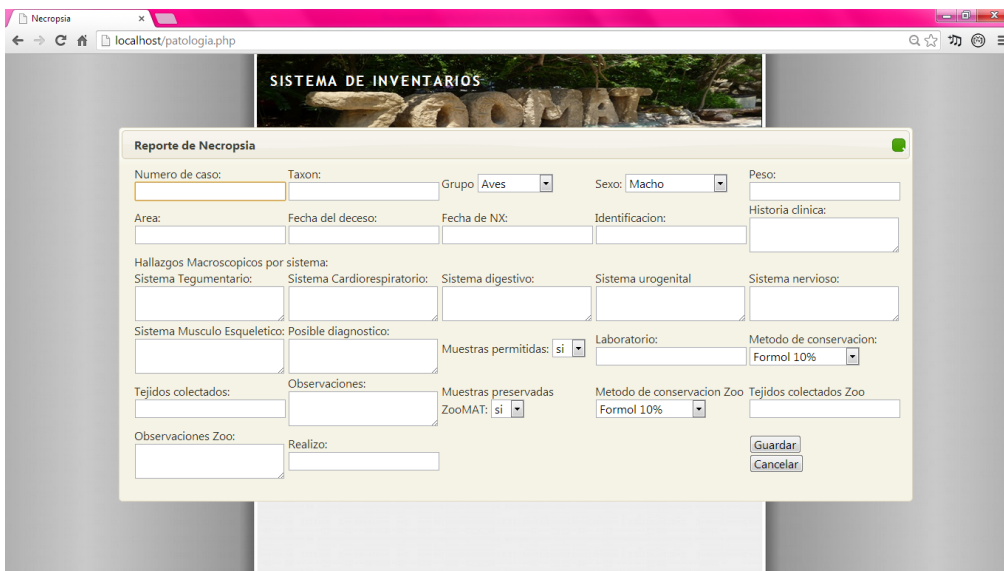 Necropsia
localhost/patologia.php
SISTEMA DE INVENTARIOS
ZOOMAT
Reporte de Necropsia
Numero de caso:
Taxon:
Grupo Aves
Sexo: Macho
Peso:
Area:
Fecha del deceso:
Fecha de NX:
Identificacion:
Historia clinica:
Hallazgos Macroscopicos por sistema:
Sistema Tegumentario:
Sistema Cardiorespiratorio:
Sistema digestivo:
Sistema urogenital
Sistema nervioso:
Sistema Musculo Esqueletico:
Posible diagnostico:
Muestras permitidas: si
Laboratorio:
Metodo de conservacion:
Formol 10%
Tejidos colectados:
Observaciones:
Muestras preservadas
ZooMAT: si
Metodo de conservacion Zoo
Formol 10%
Tejidos colectados Zoo
Observaciones Zoo:
Realizo:
Guardar
Cancelar